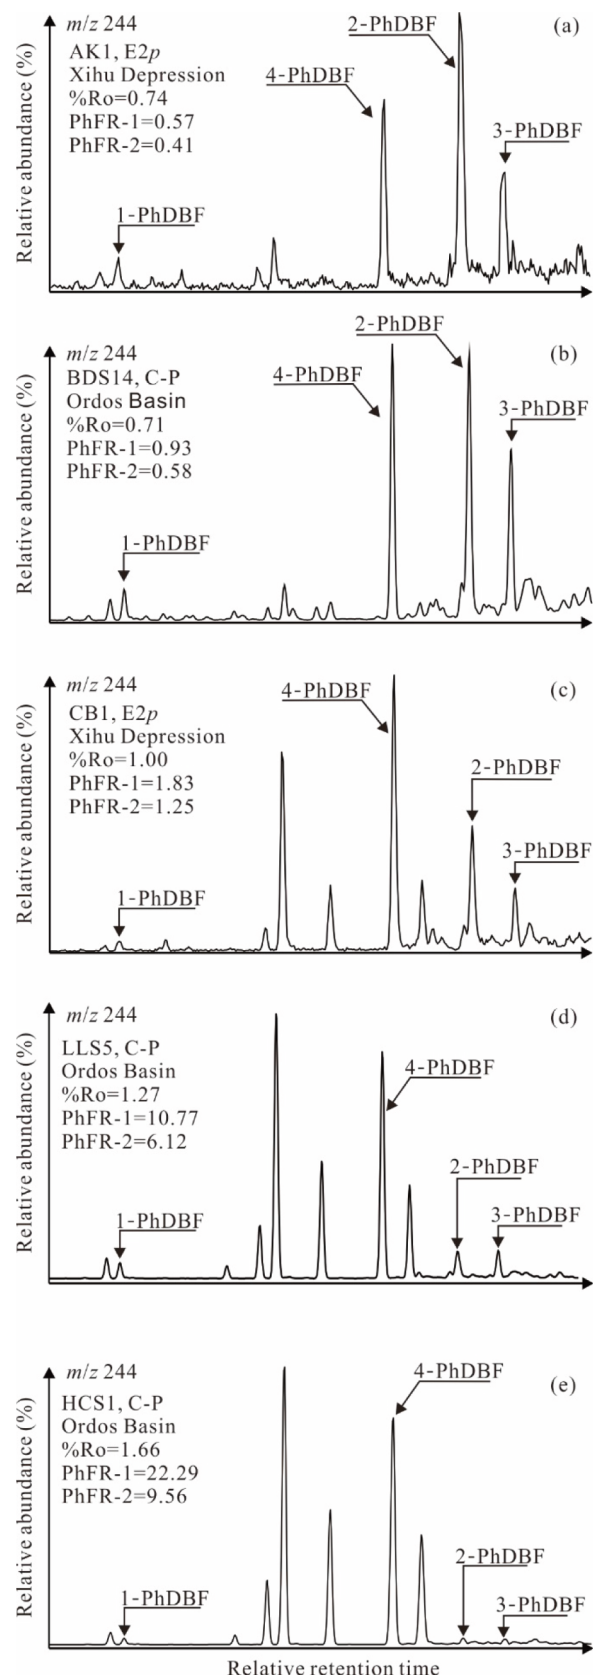 m/z 244
(a)
AK1, E2p
Xihu Depression
%Ro=0.74
PhFR-1=0.57
PhFR-2=0.41
2-PhDBF
4-PhDBF
3-PhDBF
1-PhDBF
Relative abundance (%)
m/z 244
(b)
BDS14, C-P
Ordos Basin
%Ro=0.71
PhFR-1=0.93
PhFR-2=0.58
2-PhDBF
4-PhDBF
3-PhDBF
1-PhDBF
Relative abundance (%)
m/z 244
(c)
CB1, E2p
Xihu Depression
%Ro=1.00
PhFR-1=1.83
PhFR-2=1.25
4-PhDBF
2-PhDBF
3-PhDBF
1-PhDBF
Relative abundance (%)
m/z 244
(d)
LLS5, C-P
Ordos Basin
%Ro=1.27
PhFR-1=10.77
PhFR-2=6.12
4-PhDBF
2-PhDBF
3-PhDBF
1-PhDBF
Relative abundance (%)
m/z 244
(e)
HCS1, C-P
Ordos Basin
%Ro=1.66
PhFR-1=22.29
PhFR-2=9.56
4-PhDBF
2-PhDBF
3-PhDBF
1-PhDBF
Relative abundance (%)
Relative retention time